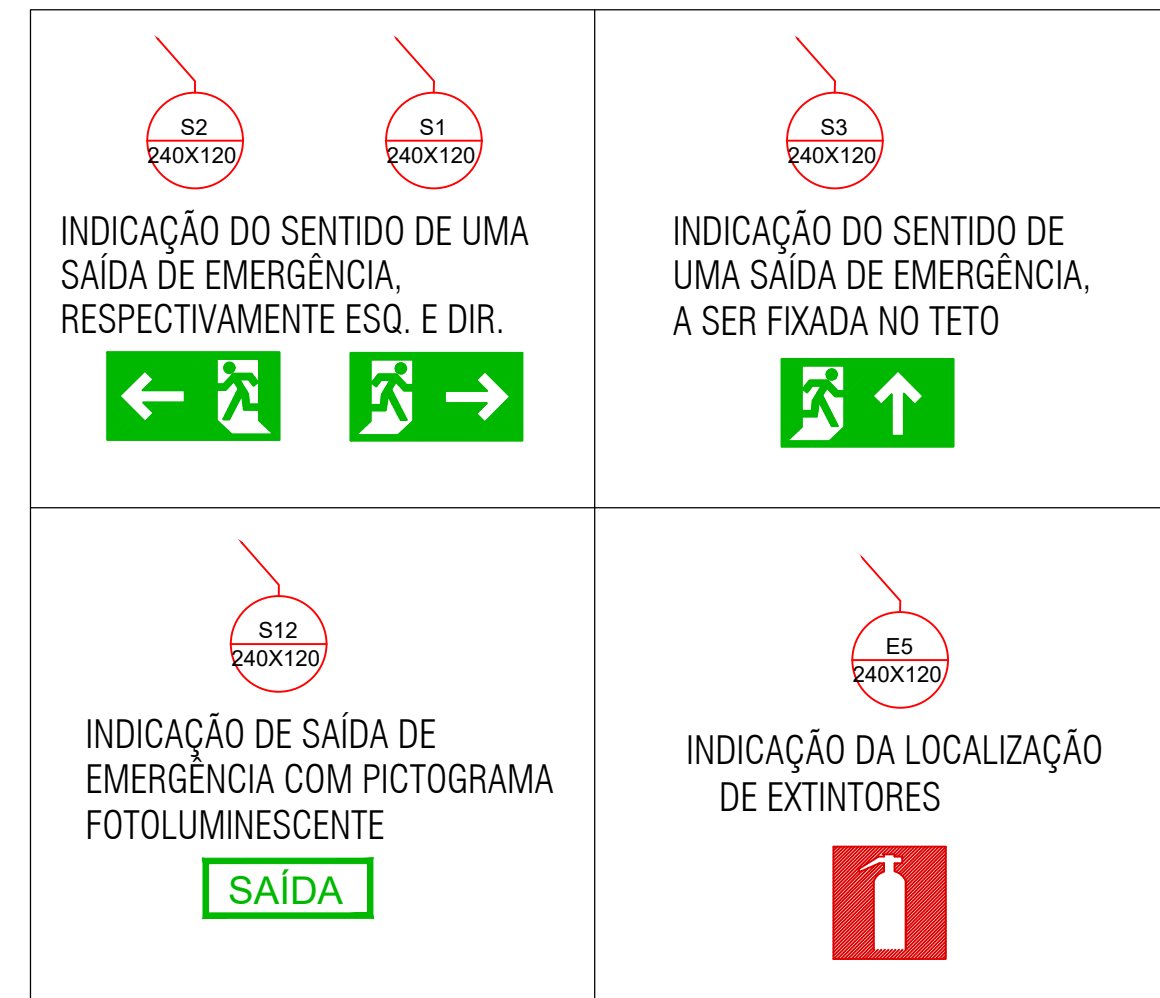 S2
240X120
S1
240X120
INDICAÇÃO DO SENTIDO DE UMA
SAÍDA DE EMERGÊNCIA,
RESPECTIVAMENTE ESQ. E DIR.
S3
240X120
INDICAÇÃO DO SENTIDO DE
UMA SAÍDA DE EMERGÊNCIA,
A SER FIXADA NO TETO
S12
240X120
INDICAÇÃO DE SAÍDA DE
EMERGÊNCIA COM PICTOGRAMA
FOTOLUMINESCENTE
SAÍDA
E5
240X120
INDICAÇÃO DA LOCALIZAÇÃO
DE EXTINTORES